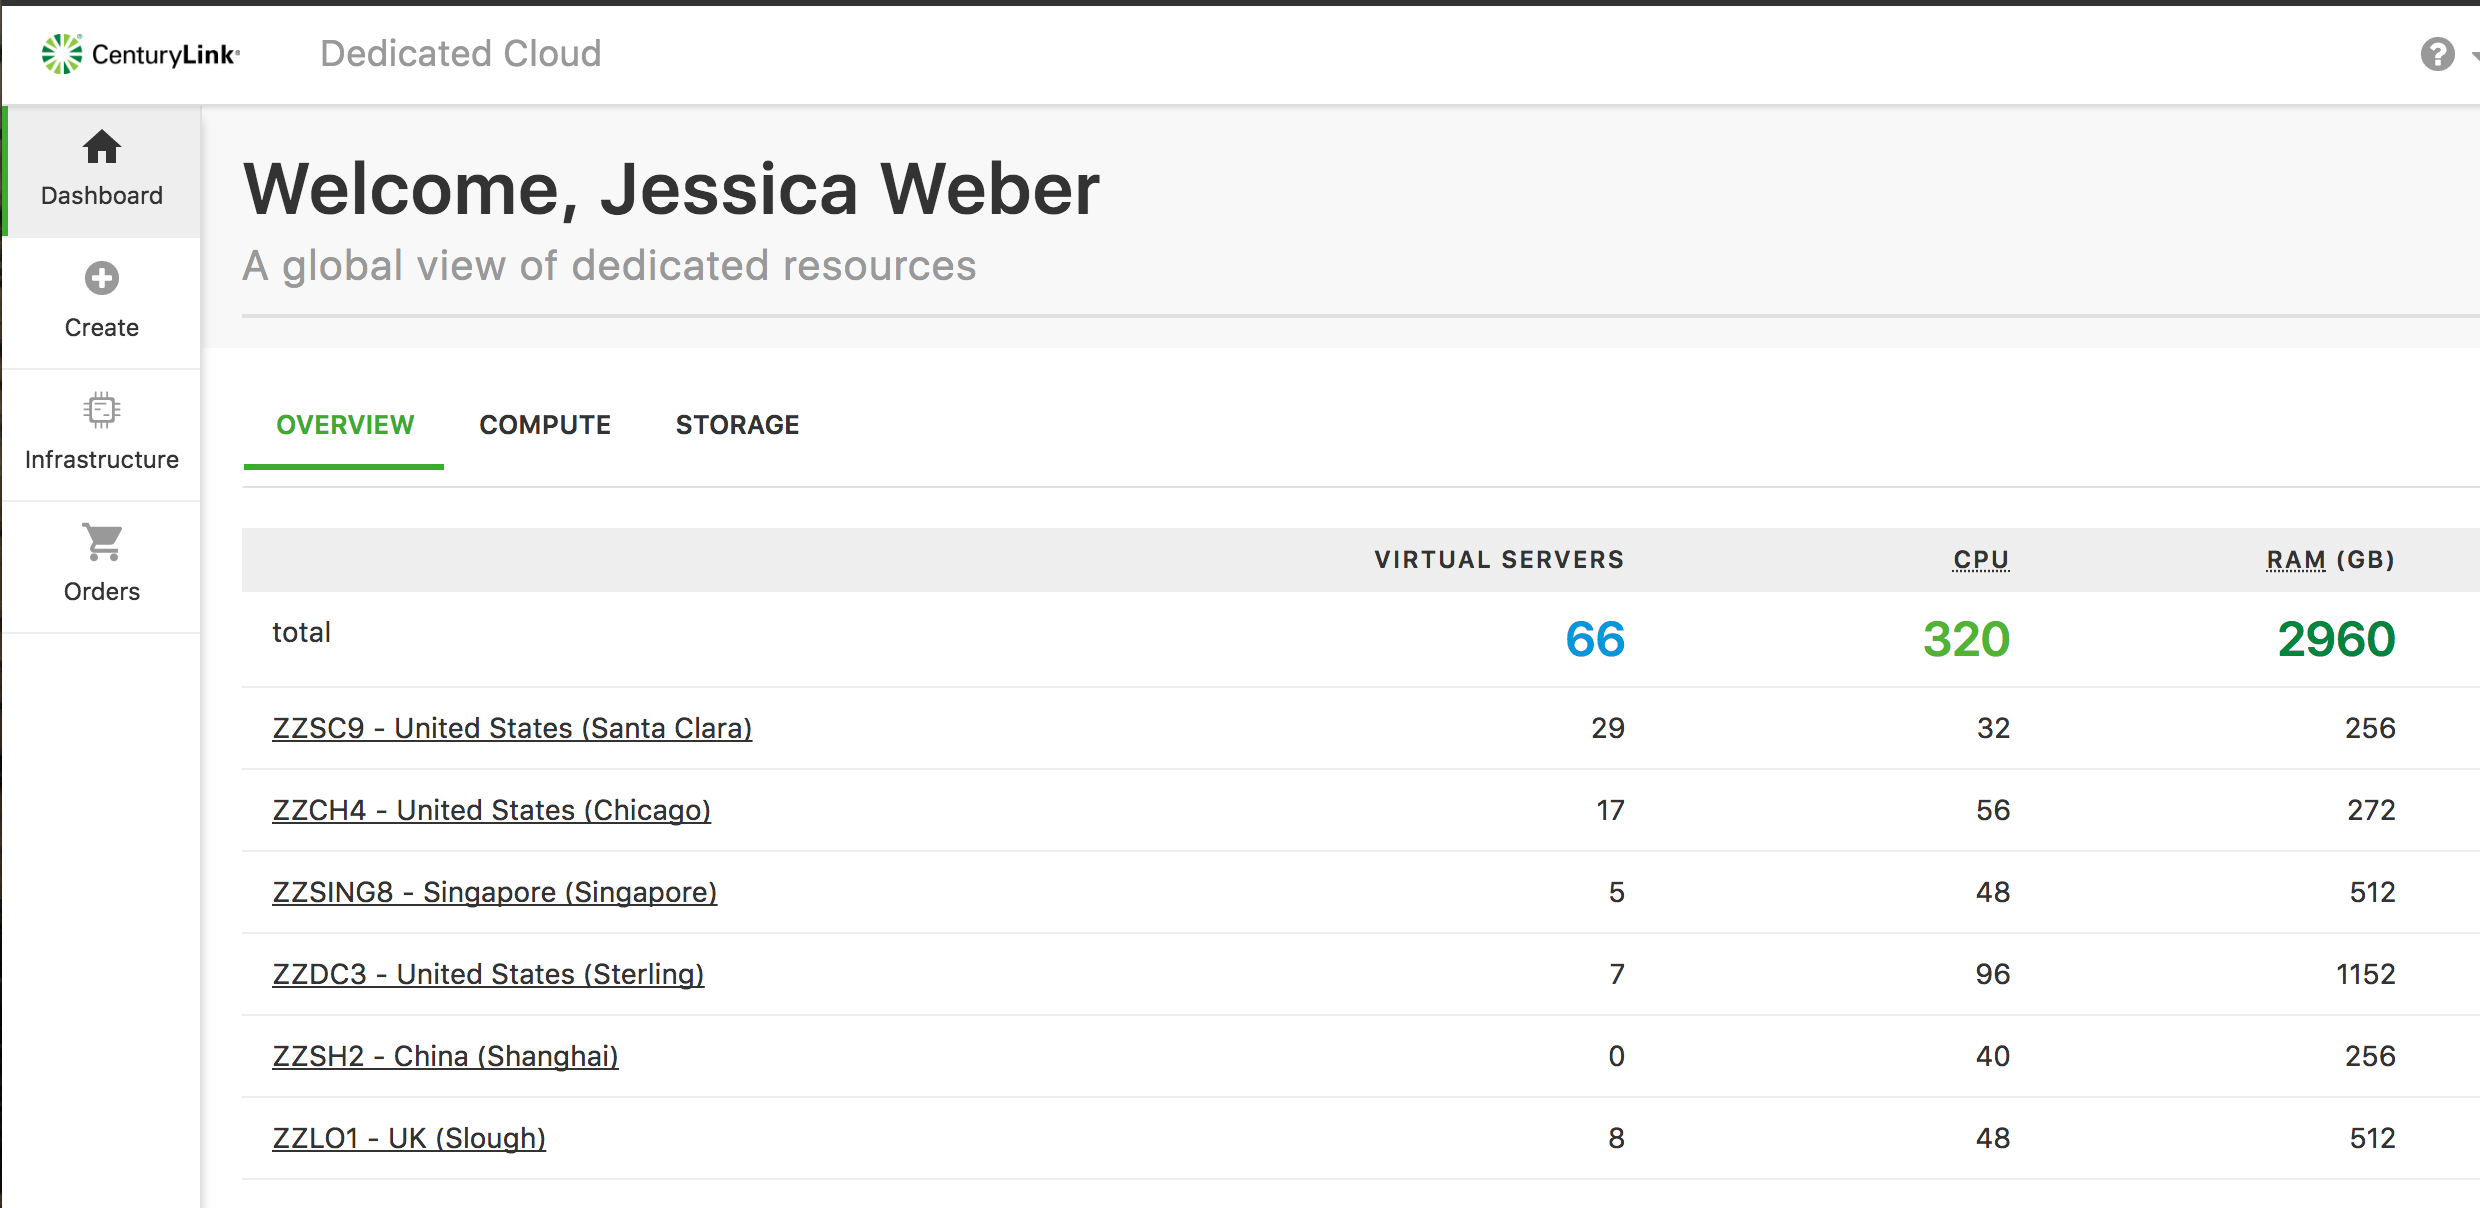 CenturyLink® Dedicated Cloud
Dashboard
Create
Infrastructure
Orders
Welcome, Jessica Weber
A global view of dedicated resources
OVERVIEW COMPUTE STORAGE
VIRTUAL SERVERS CPU RAM (GB)
total 66 320 2960
ZZSC9 - United States (Santa Clara) 29 32 256
ZZCH4 - United States (Chicago) 17 56 272
ZZSING8 - Singapore (Singapore) 5 48 512
ZZDC3 - United States (Sterling) 7 96 1152
ZZSH2 - China (Shanghai) 0 40 256
ZZLO1 - UK (Slough) 8 48 512